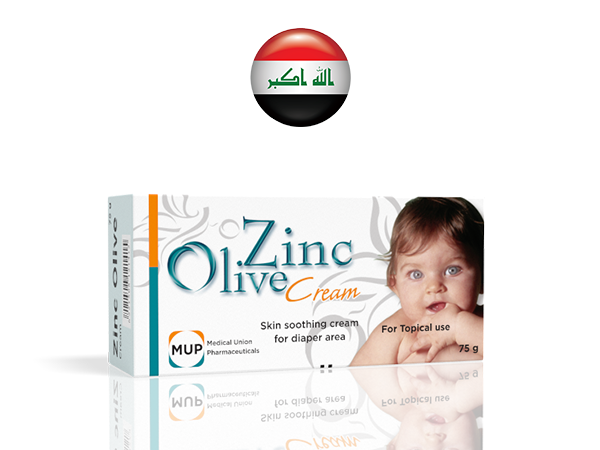 الله اكبر
Zinc
Olive
Cream
Skin soothing cream
for diaper area
For Topical use
MUP
Medical Union
Pharmaceuticals
75 g
Zinc Olive